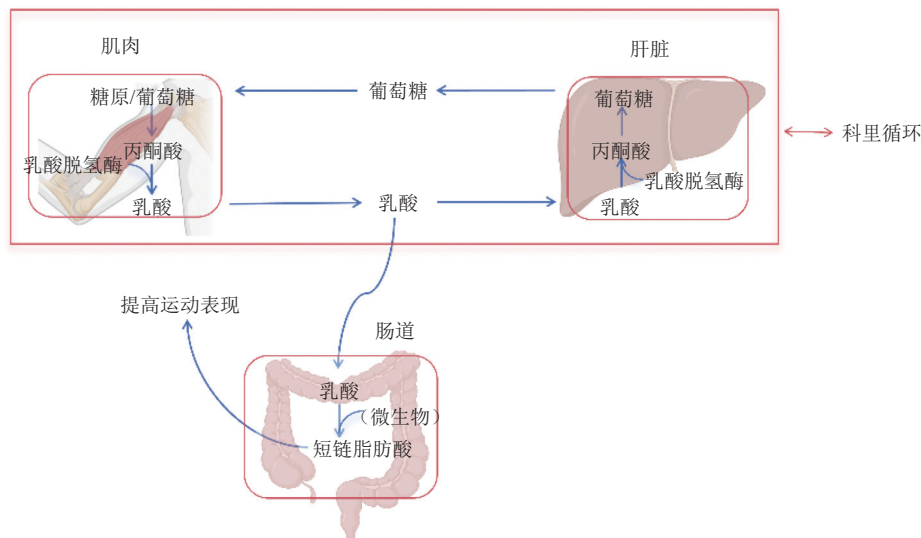 肌肉
肝脏
糖原/葡萄糖
葡萄糖
葡萄糖
科里循环
丙酮酸
丙酮酸
乳酸脱氢酶
乳酸脱氢酶
乳酸
乳酸
乳酸
提高运动表现
肠道
乳酸
（微生物）
短链脂肪酸